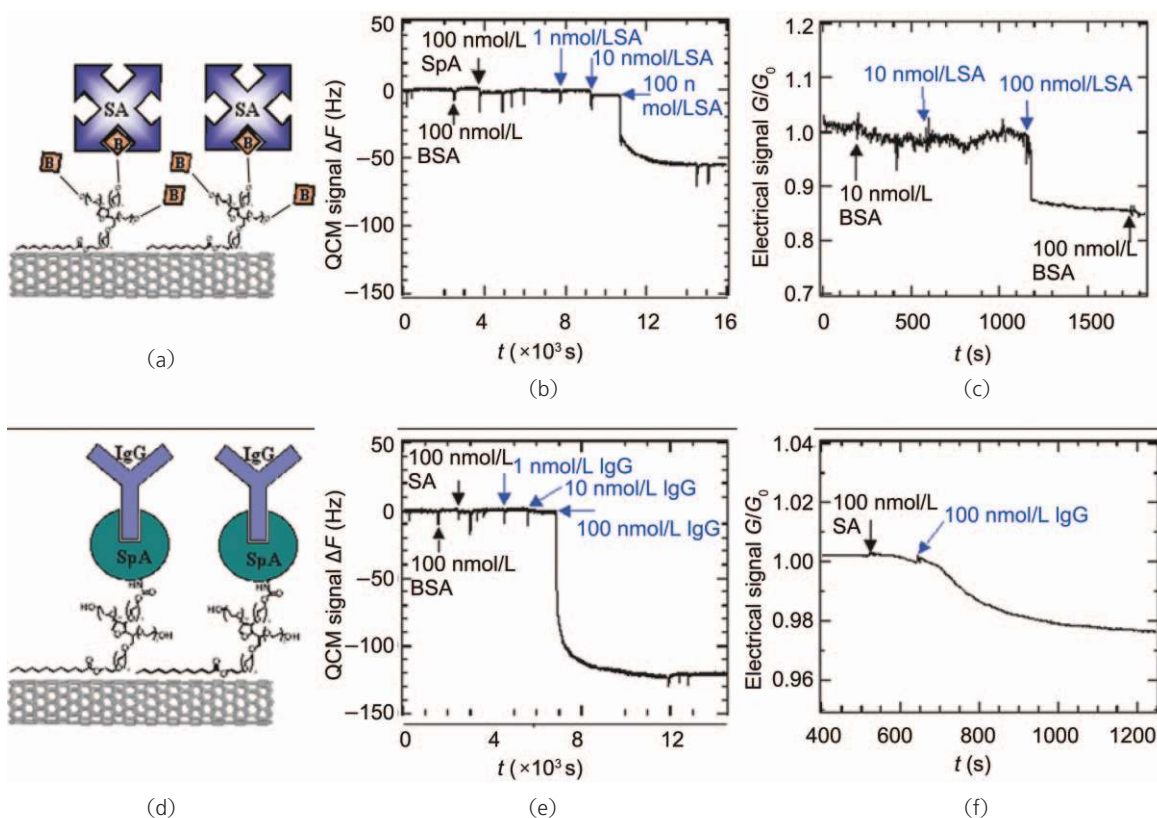 SA
SA
B
B
B
B
B
(a)
50
0
−50
−100
−150
QCM signal ΔF (Hz)
100 nmol/L
SpA
100 nmol/L
BSA
1 nmol/LSA
10 nmol/LSA
100 n
mol/LSA
0
4
8
12
16
t (×10³ s)
(b)
1.2
1.1
1.0
0.9
0.8
0.7
Electrical signal G/G₀
10 nmol/LSA
100 nmol/LSA
10 nmol/L
BSA
100 nmol/L
BSA
0
500
1000
1500
t (s)
(c)
IgG
IgG
SpA
SpA
HN
HN
HO
OH
HO
OH
(d)
50
0
−50
−100
−150
QCM signal ΔF (Hz)
100 nmol/L
SA
100 nmol/L
BSA
1 nmol/L IgG
10 nmol/L IgG
100 nmol/L IgG
0
4
8
12
t (×10³ s)
(e)
1.04
1.02
1.00
0.98
0.96
Electrical signal G/G₀
100 nmol/L
SA
100 nmol/L IgG
400
600
800
1000
1200
t (s)
(f)